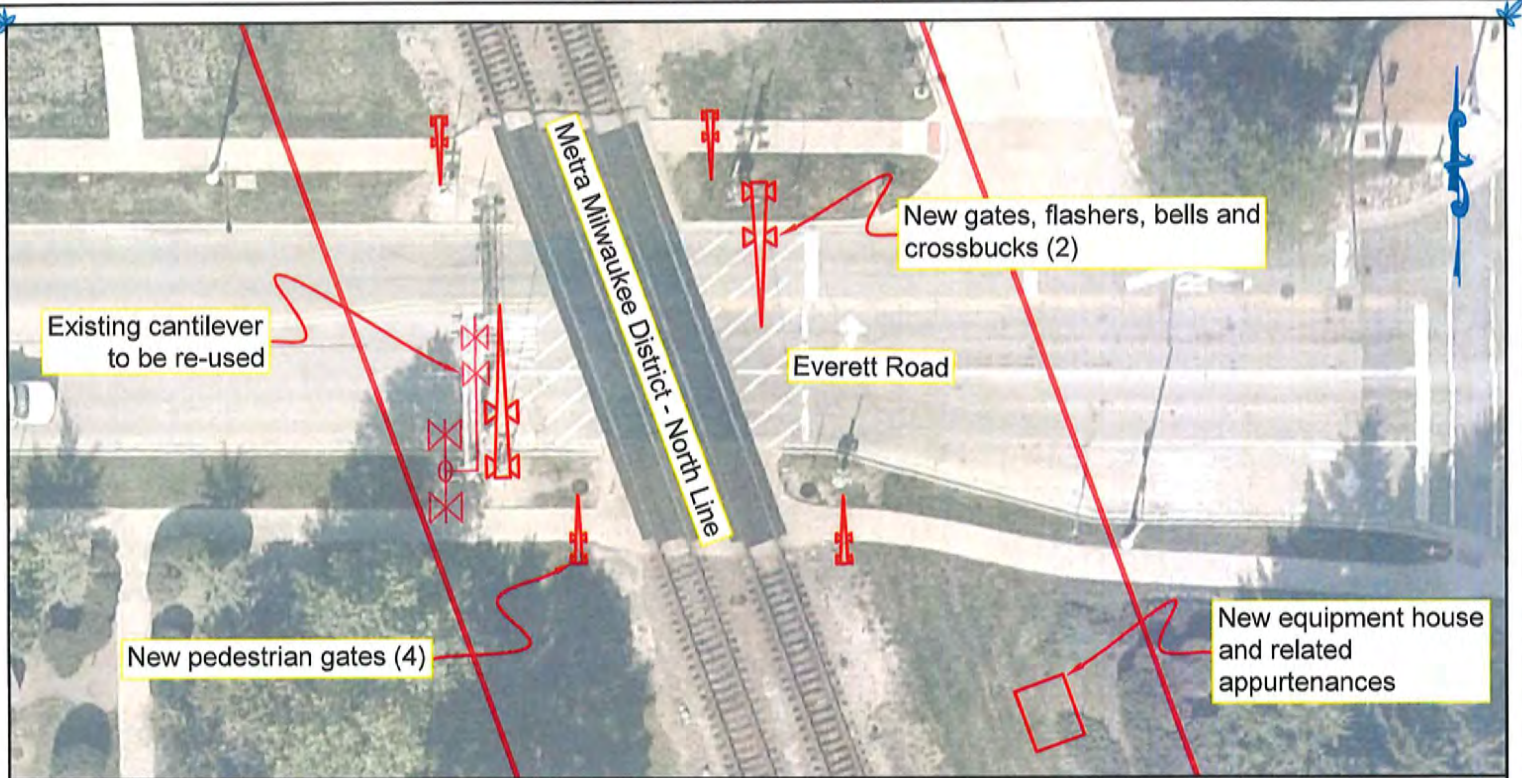 Metra Milwaukee District - North Line
New gates, flashers, bells and
crossbucks (2)
Existing cantilever
to be re-used
Everett Road
New pedestrian gates (4)
New equipment house
and related
appurtenances